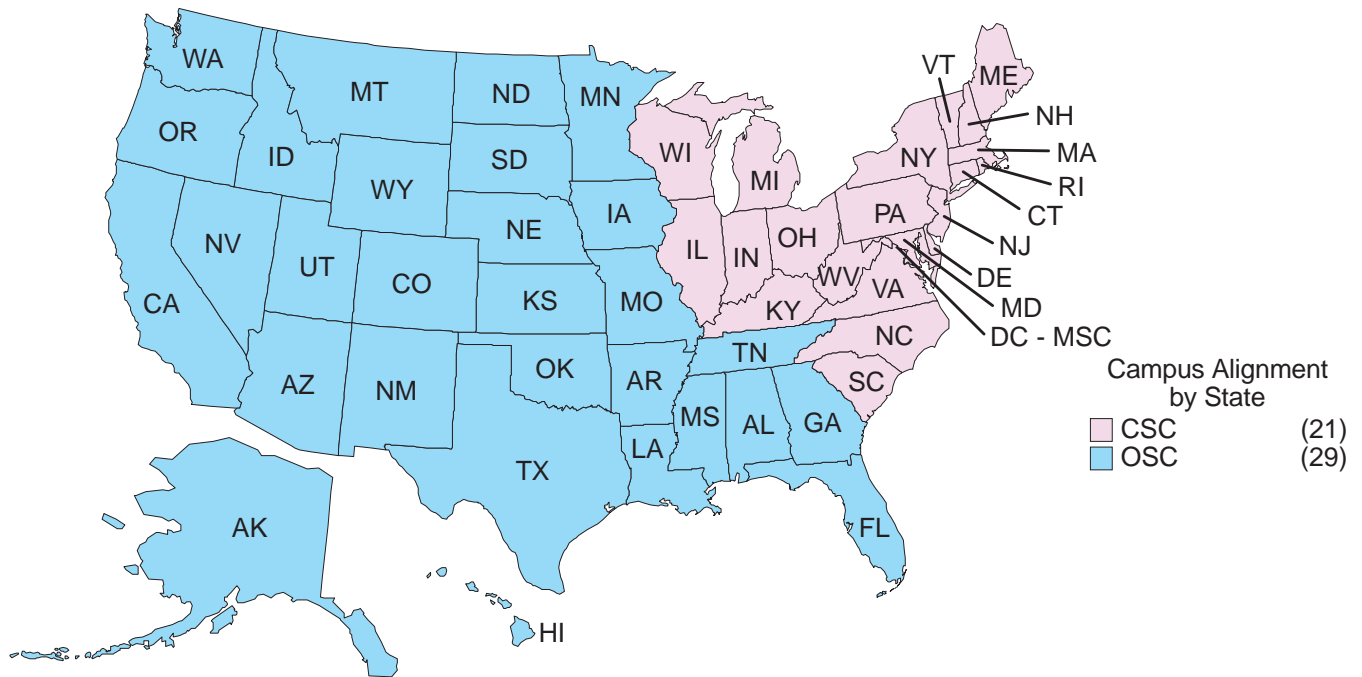 WA
MT
ND
MN
VT
ME
OR
ID
SD
WI
NY
NH
MA
RI
CT
WY
MI
IA
PA
NJ
NV
NE
OH
IL
IN
DE
UT
CO
WV
VA
MD
CA
KS
MO
KY
DC - MSC
NC
TN
AZ
NM
OK
AR
SC
MS
AL
GA
LA
TX
FL
AK
HI
Campus Alignment
by State
CSC (21)
OSC (29)